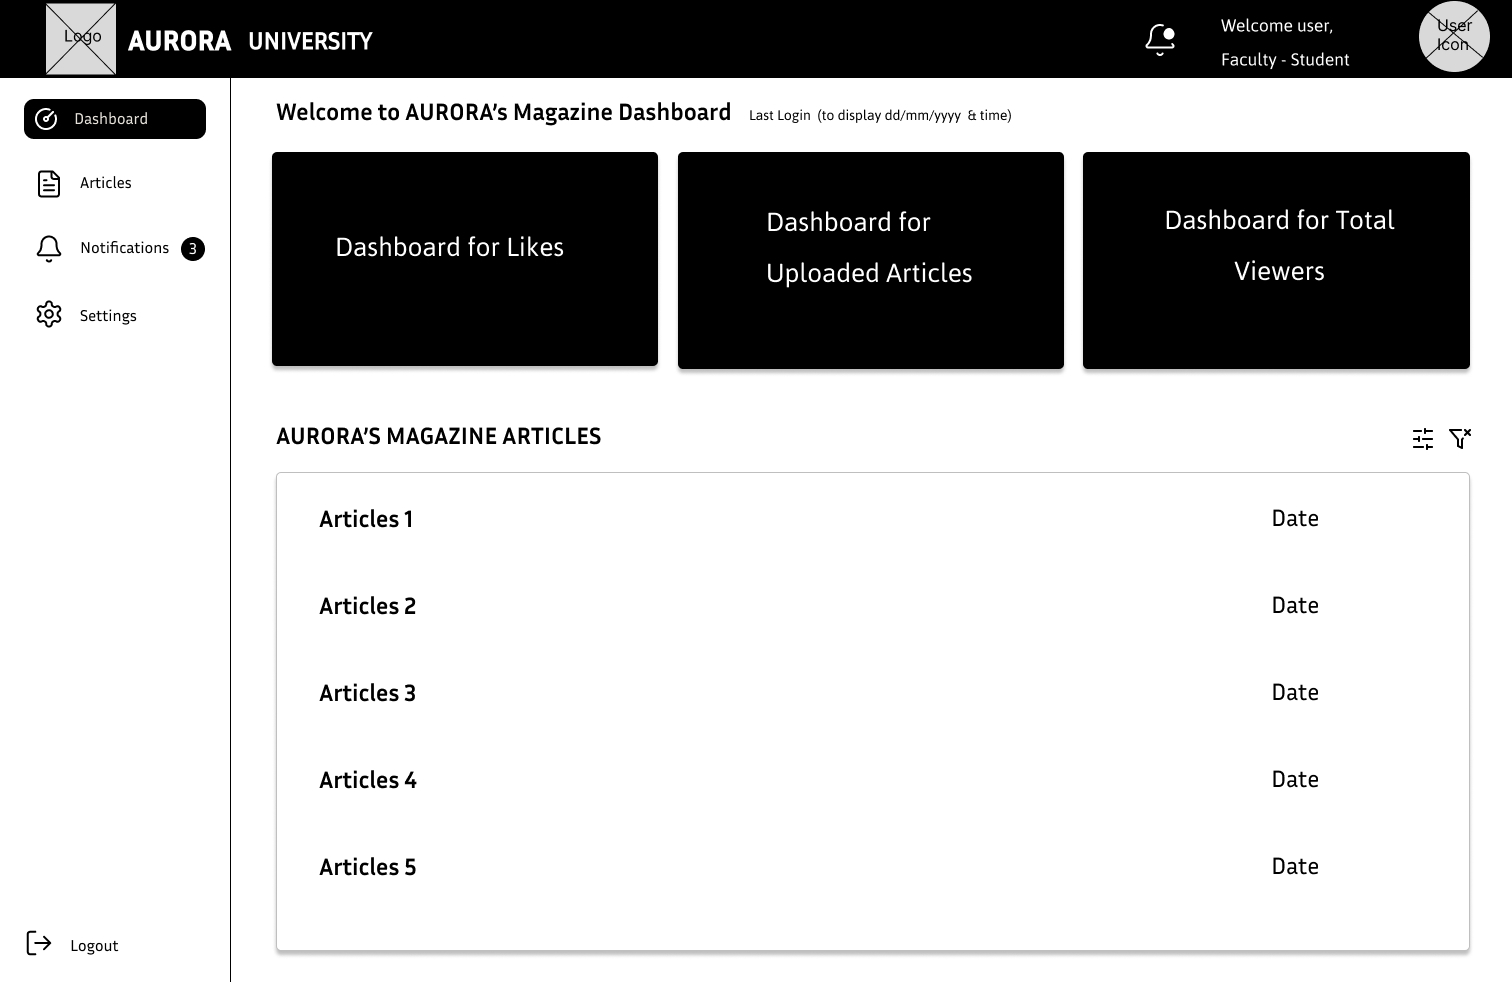 Logo
AURORA UNIVERSITY
Welcome user,
Faculty - Student
User
Icon
Dashboard
Articles
Notifications 3
Settings
Logout
Welcome to AURORA’s Magazine Dashboard Last Login (to display dd/mm/yyyy & time)
Dashboard for Likes
Dashboard for
Uploaded Articles
Dashboard for Total
Viewers
AURORA’S MAGAZINE ARTICLES
Articles 1 Date
Articles 2 Date
Articles 3 Date
Articles 4 Date
Articles 5 Date